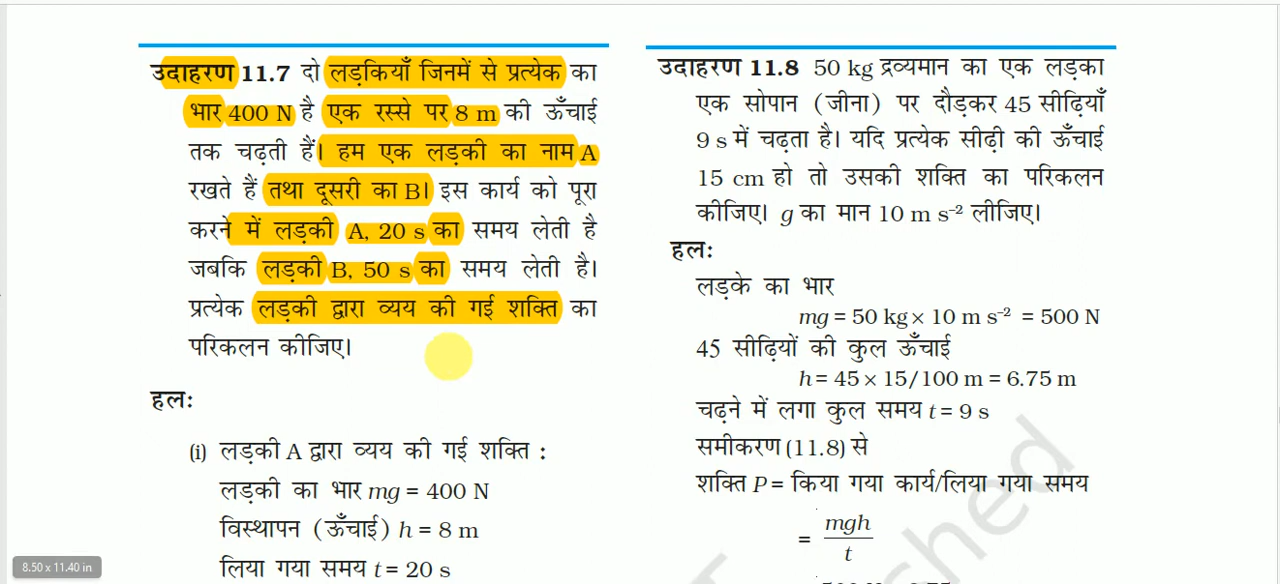 उदाहरण 11.7 दो लड़कियाँ जिनमें से प्रत्येक का
भार 400 N है एक रस्से पर 8 m की ऊँचाई
तक चढ़ती हैं। हम एक लड़की का नाम A
रखते हैं तथा दूसरी का B। इस कार्य को पूरा
करने में लड़की A, 20 s का समय लेती है
जबकि लड़की B, 50 s का समय लेती है।
प्रत्येक लड़की द्वारा व्यय की गई शक्ति का
परिकलन कीजिए।
हल:
(i) लड़की A द्वारा व्यय की गई शक्ति :
लड़की का भार mg = 400 N
विस्थापन (ऊँचाई) h = 8 m
लिया गया समय t = 20 s
8.50 x 11.40 in
उदाहरण 11.8 50 kg द्रव्यमान का एक लड़का
एक सोपान (जीना) पर दौड़कर 45 सीढ़ियाँ
9 s में चढ़ता है। यदि प्रत्येक सीढ़ी की ऊँचाई
15 cm हो तो उसकी शक्ति का परिकलन
कीजिए। g का मान 10 m s⁻² लीजिए।
हल:
लड़के का भार
mg = 50 kg × 10 m s⁻² = 500 N
45 सीढ़ियों की कुल ऊँचाई
h = 45 × 15/100 m = 6.75 m
चढ़ने में लगा कुल समय t = 9 s
समीकरण (11.8) से
शक्ति P = किया गया कार्य/लिया गया समय
= mgh
t
shed